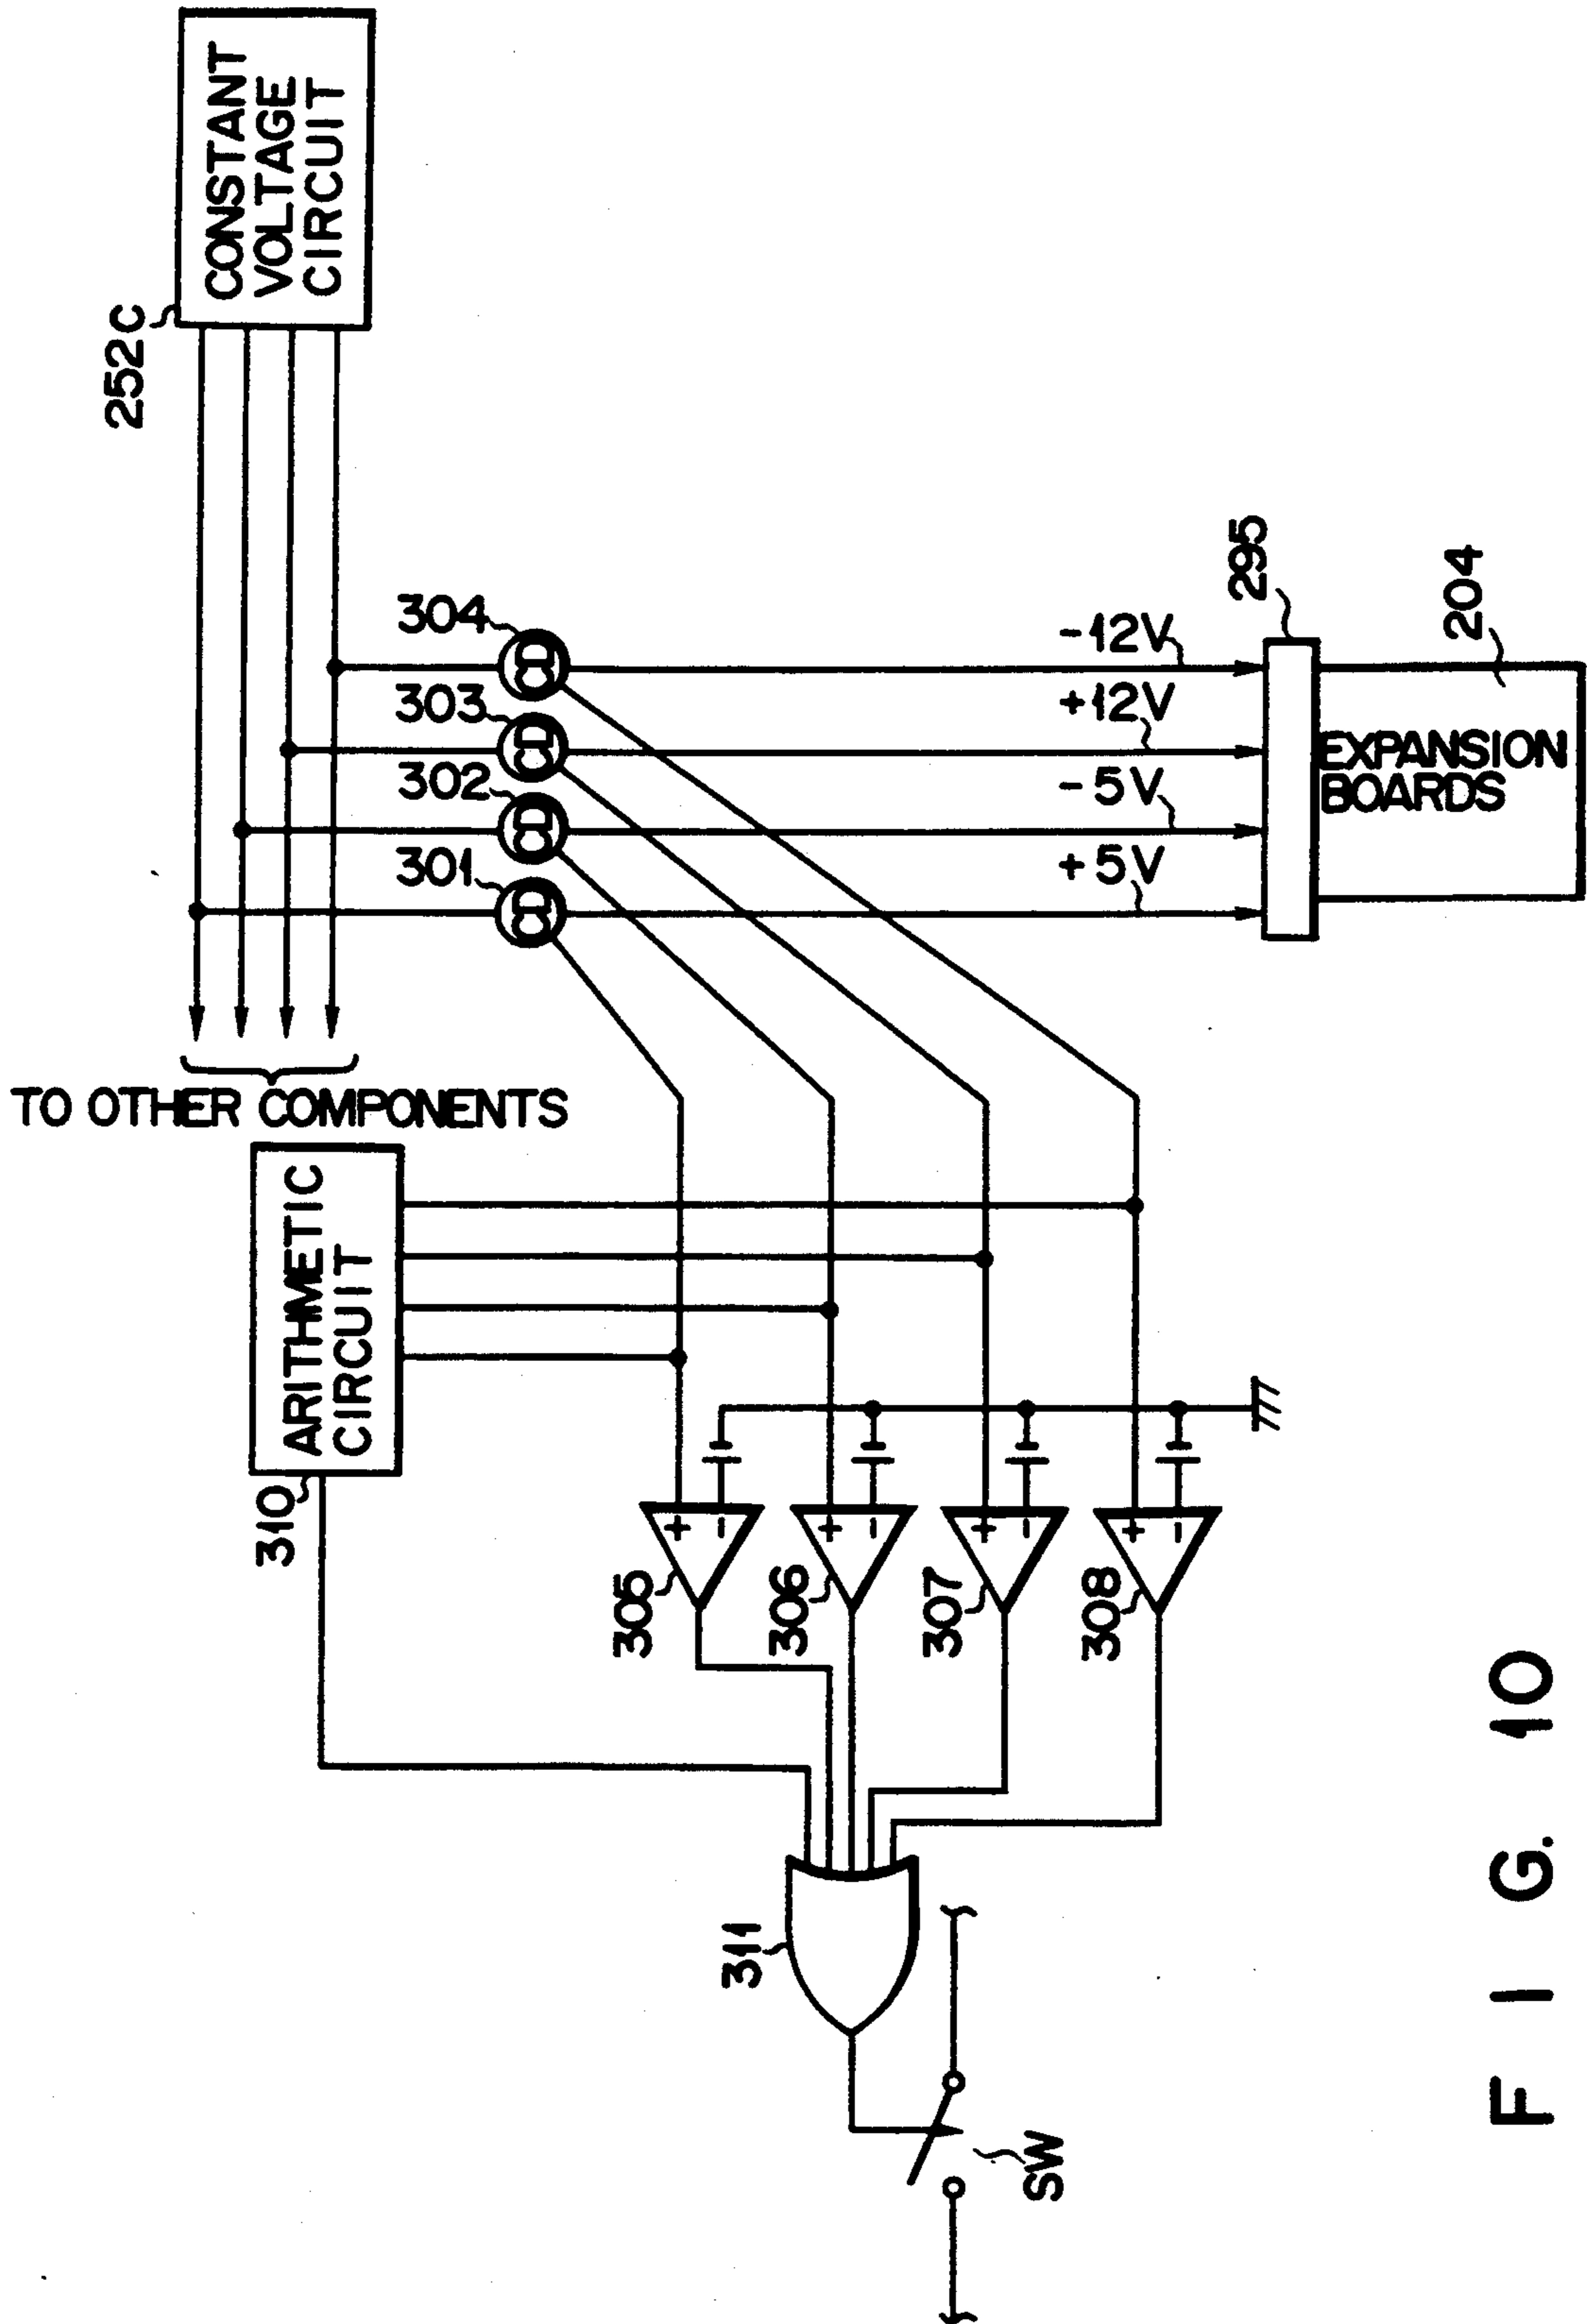 252C
CONSTANT
VOLTAGE
CIRCUIT
304
303
302
301
-12V
+12V
-5V
+5V
295
204
EXPANSION
BOARDS
TO OTHER COMPONENTS
310
ARITHMETIC
CIRCUIT
+
-
+
-
+
-
+
-
305
306
307
308
311
SW
FIG. 10